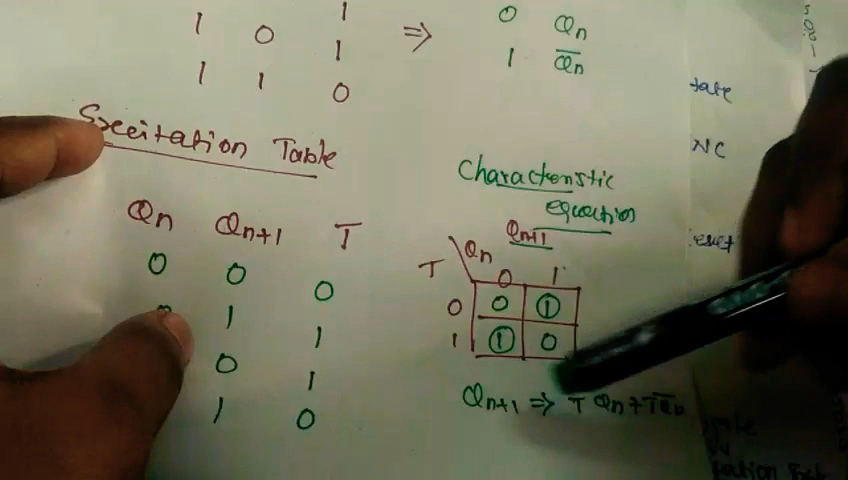 1 0 1
1
1 1 0
⇒
0 Qn
1 Q̅n
Table
Qn Qn+1 T
0 0 0
0 1 1
0 1
1 0
Characteristic
equation
Qn+1
T Qn
0 1
0 0 1
1 1 0
Qn+1 ⇒ T Qn + TQ̅n
NC